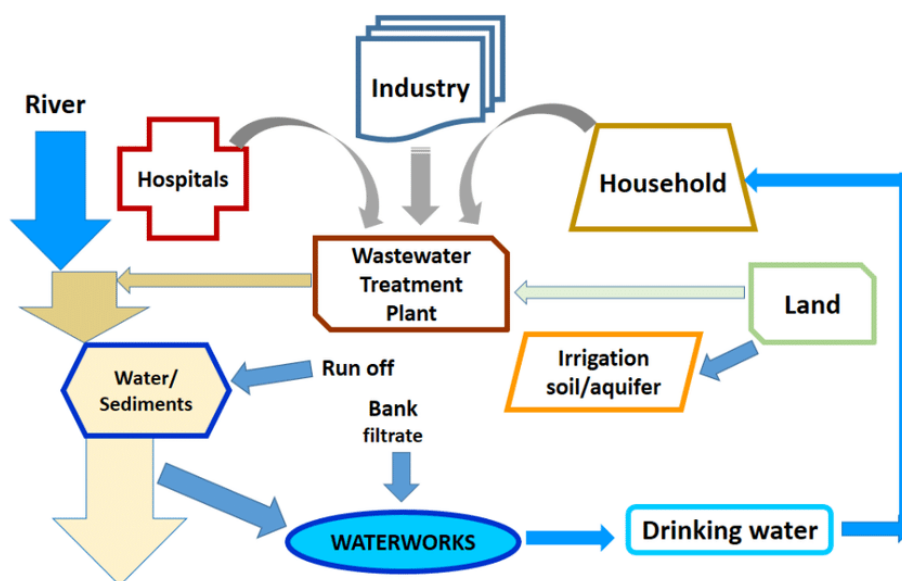 Industry
River
Hospitals
Household
Wastewater
Treatment
Plant
Land
Irrigation
soil/aquifer
Run off
Water/
Sediments
Bank
filtrate
WATERWORKS
Drinking water